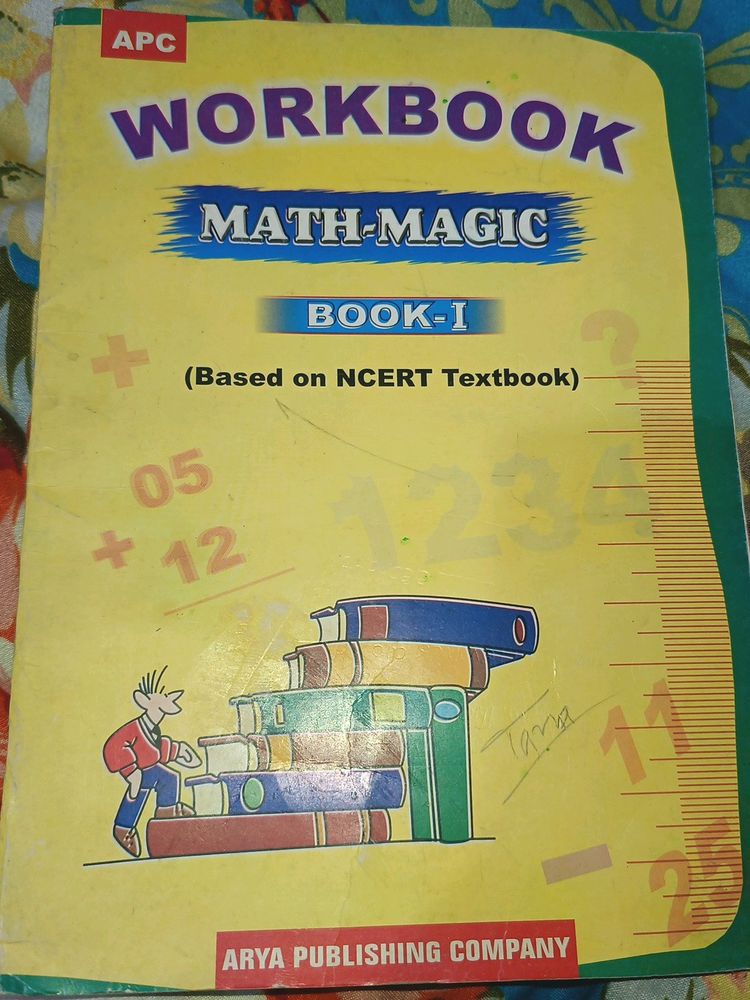 APC
WORKBOOK
MATH-MAGIC
BOOK-I
(Based on NCERT Textbook)
?
+
05
+ 12
1234
11
-
25
ARYA PUBLISHING COMPANY